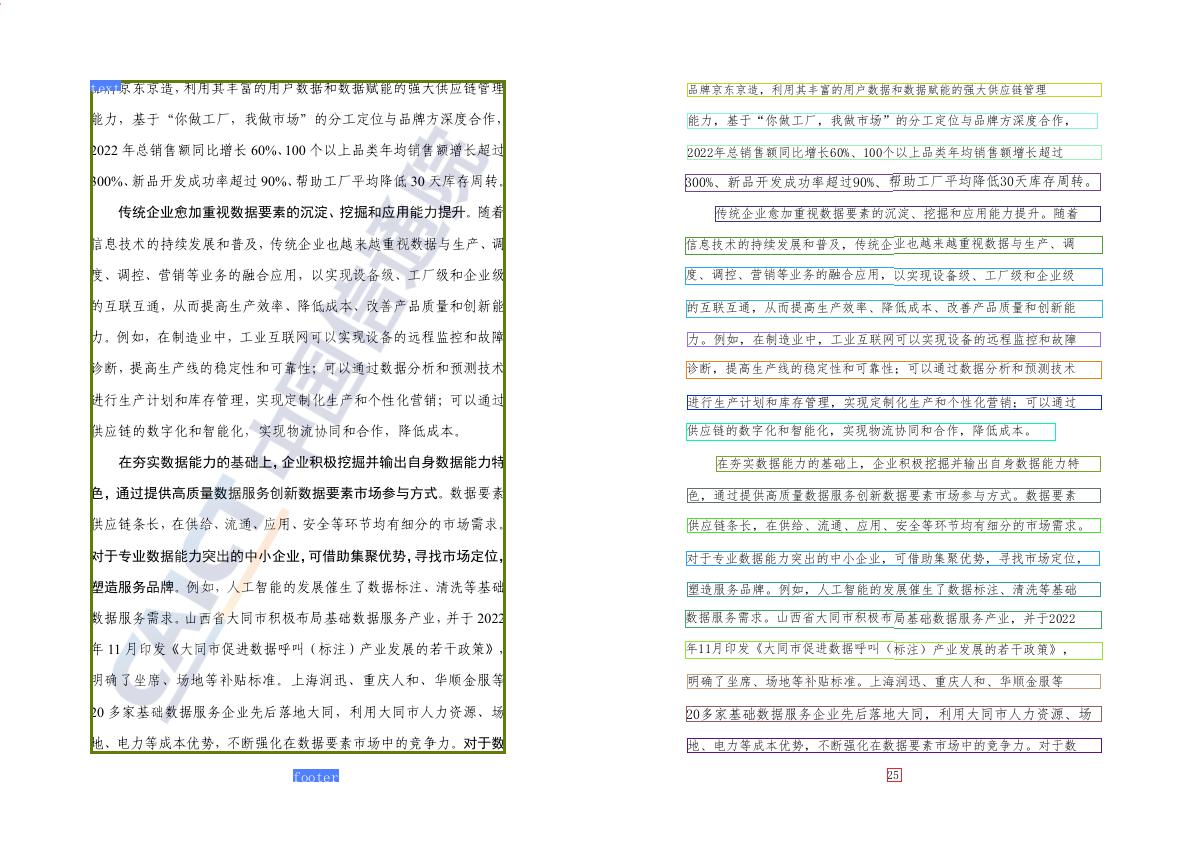 text
京东京造，利用其丰富的用户数据和数据赋能的强大供应链管理
能力，基于“你做工厂，我做市场”的分工定位与品牌方深度合作，
2022 年总销售额同比增长 60%、100 个以上品类年均销售额增长超过
300%、新品开发成功率超过 90%、帮助工厂平均降低 30 天库存周转。
传统企业愈加重视数据要素的沉淀、挖掘和应用能力提升。随着
信息技术的持续发展和普及，传统企业也越来越重视数据与生产、调
度、调控、营销等业务的融合应用，以实现设备级、工厂级和企业级
的互联互通，从而提高生产效率、降低成本、改善产品质量和创新能
力。例如，在制造业中，工业互联网可以实现设备的远程监控和故障
诊断，提高生产线的稳定性和可靠性；可以通过数据分析和预测技术
进行生产计划和库存管理，实现定制化生产和个性化营销；可以通过
供应链的数字化和智能化，实现物流协同和合作，降低成本。
在夯实数据能力的基础上，企业积极挖掘并输出自身数据能力特
色，通过提供高质量数据服务创新数据要素市场参与方式。数据要素
供应链条长，在供给、流通、应用、安全等环节均有细分的市场需求。
对于专业数据能力突出的中小企业，可借助集聚优势，寻找市场定位，
塑造服务品牌。例如，人工智能的发展催生了数据标注、清洗等基础
数据服务需求。山西省大同市积极布局基础数据服务产业，并于 2022
年 11 月印发《大同市促进数据呼叫（标注）产业发展的若干政策》，
明确了坐席、场地等补贴标准。上海润迅、重庆人和、华顺金服等
20 多家基础数据服务企业先后落地大同，利用大同市人力资源、场
地、电力等成本优势，不断强化在数据要素市场中的竞争力。对于数
CAICT 中国信通院
footer
品牌京东京造，利用其丰富的用户数据和数据赋能的强大供应链管理
能力，基于“你做工厂，我做市场”的分工定位与品牌方深度合作，
2022年总销售额同比增长60%、100个以上品类年均销售额增长超过
300%、新品开发成功率超过90%、帮助工厂平均降低30天库存周转。
传统企业愈加重视数据要素的沉淀、挖掘和应用能力提升。随着
信息技术的持续发展和普及，传统企业也越来越重视数据与生产、调
度、调控、营销等业务的融合应用，以实现设备级、工厂级和企业级
的互联互通，从而提高生产效率、降低成本、改善产品质量和创新能
力。例如，在制造业中，工业互联网可以实现设备的远程监控和故障
诊断，提高生产线的稳定性和可靠性；可以通过数据分析和预测技术
进行生产计划和库存管理，实现定制化生产和个性化营销；可以通过
供应链的数字化和智能化，实现物流协同和合作，降低成本。
在夯实数据能力的基础上，企业积极挖掘并输出自身数据能力特
色，通过提供高质量数据服务创新数据要素市场参与方式。数据要素
供应链条长，在供给、流通、应用、安全等环节均有细分的市场需求。
对于专业数据能力突出的中小企业，可借助集聚优势，寻找市场定位，
塑造服务品牌。例如，人工智能的发展催生了数据标注、清洗等基础
数据服务需求。山西省大同市积极布局基础数据服务产业，并于2022
年11月印发《大同市促进数据呼叫（标注）产业发展的若干政策》，
明确了坐席、场地等补贴标准。上海润迅、重庆人和、华顺金服等
20多家基础数据服务企业先后落地大同，利用大同市人力资源、场
地、电力等成本优势，不断强化在数据要素市场中的竞争力。对于数
25